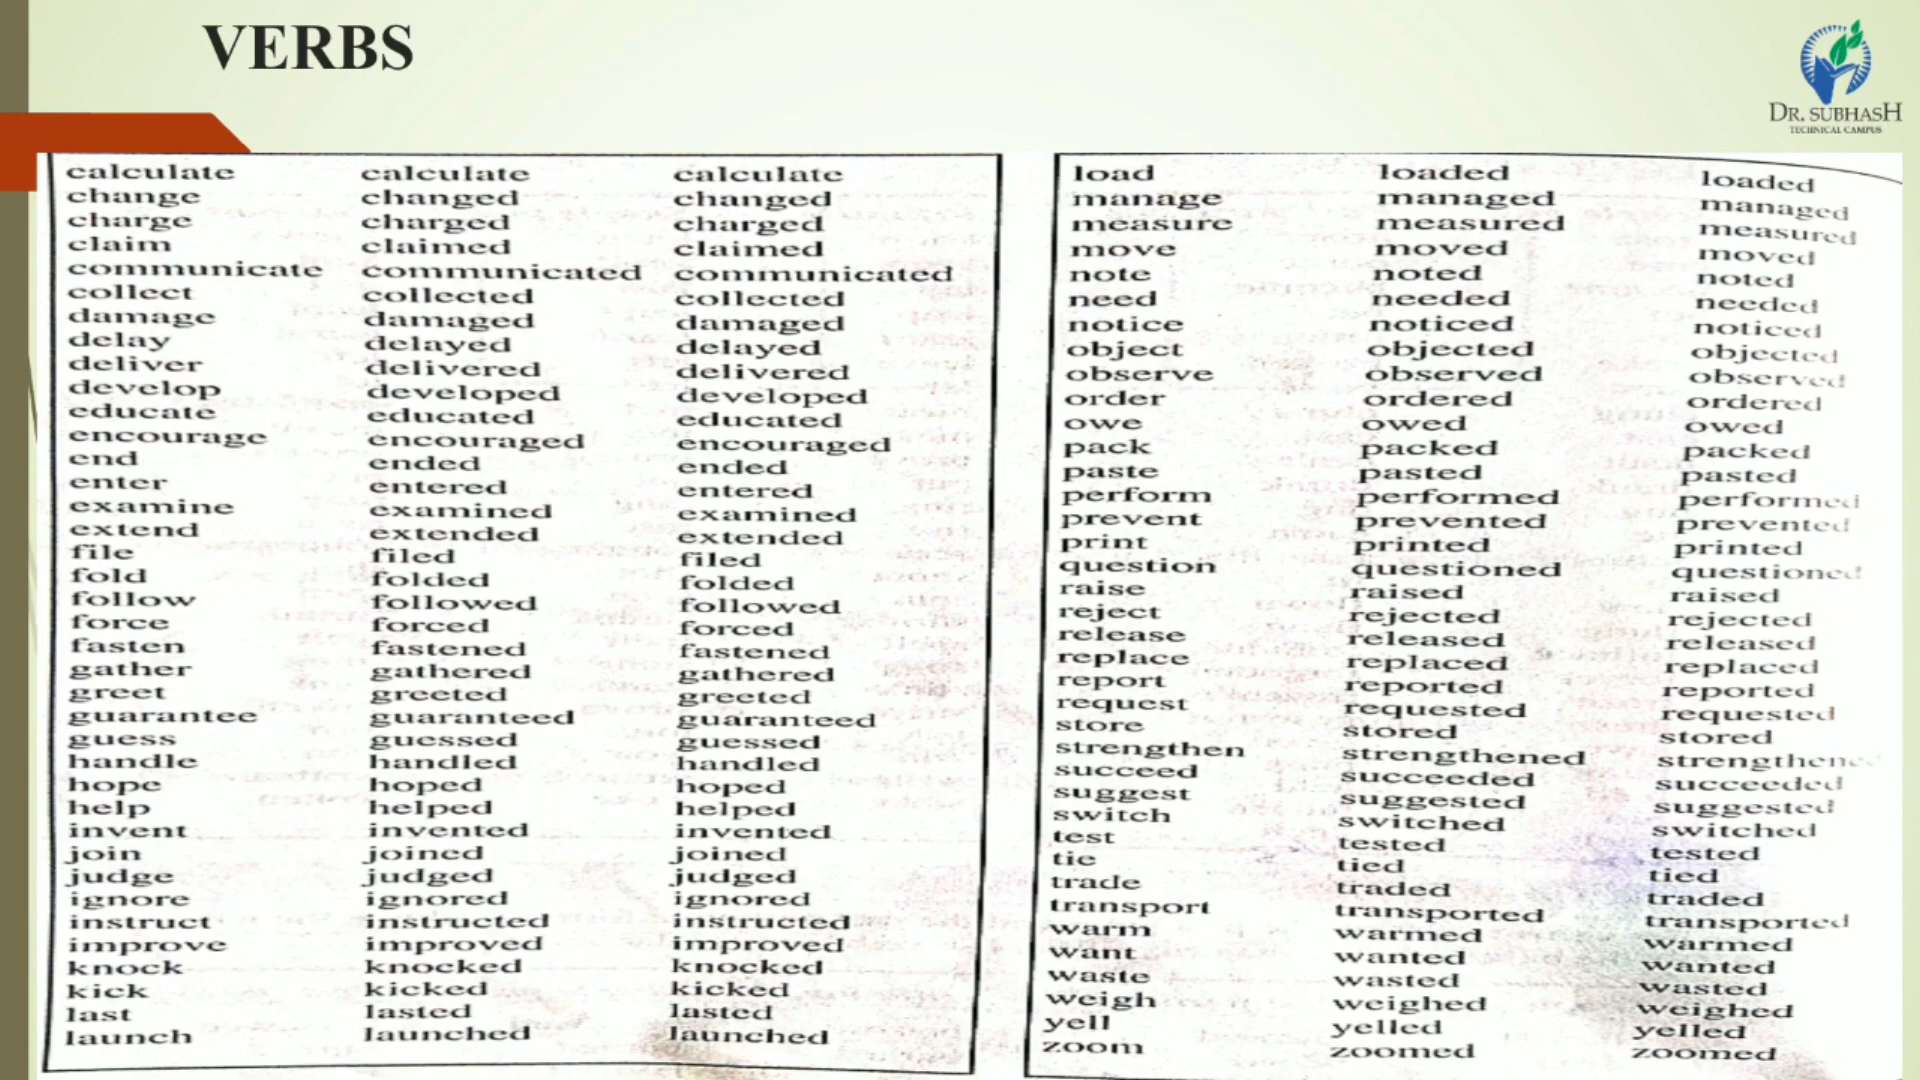 VERBS
DR. SUBHASH
TECHNICAL CAMPUS
calculate calculate calculate
change changed changed
charge charged charged
claim claimed claimed
communicate communicated communicated
collect collected collected
damage damaged damaged
delay delayed delayed
deliver delivered delivered
develop developed developed
educate educated educated
encourage encouraged encouraged
end ended ended
enter entered entered
examine examined examined
extend extended extended
file filed filed
fold folded folded
follow followed followed
force forced forced
fasten fastened fastened
gather gathered gathered
greet greeted greeted
guarantee guaranteed guaranteed
guess guessed guessed
handle handled handled
hope hoped hoped
help helped helped
invent invented invented
join joined joined
judge judged judged
ignore ignored ignored
instruct instructed instructed
improve improved improved
knock knocked knocked
kick kicked kicked
last lasted lasted
launch launched launched
load loaded loaded
manage managed managed
measure measured measured
move moved moved
note noted noted
need needed needed
notice noticed noticed
object objected objected
observe observed observed
order ordered ordered
owe owed owed
pack packed packed
paste pasted pasted
perform performed performed
prevent prevented prevented
print printed printed
question questioned questioned
raise raised raised
reject rejected rejected
release released released
replace replaced replaced
report reported reported
request requested requested
store stored stored
strengthen strengthened strengthened
succeed succeeded succeeded
suggest suggested suggested
switch switched switched
test tested tested
tie tied tied
trade traded traded
transport transported transported
warm warmed warmed
want wanted wanted
waste wasted wasted
weigh weighed weighed
yell yelled yelled
zoom zoomed zoomed